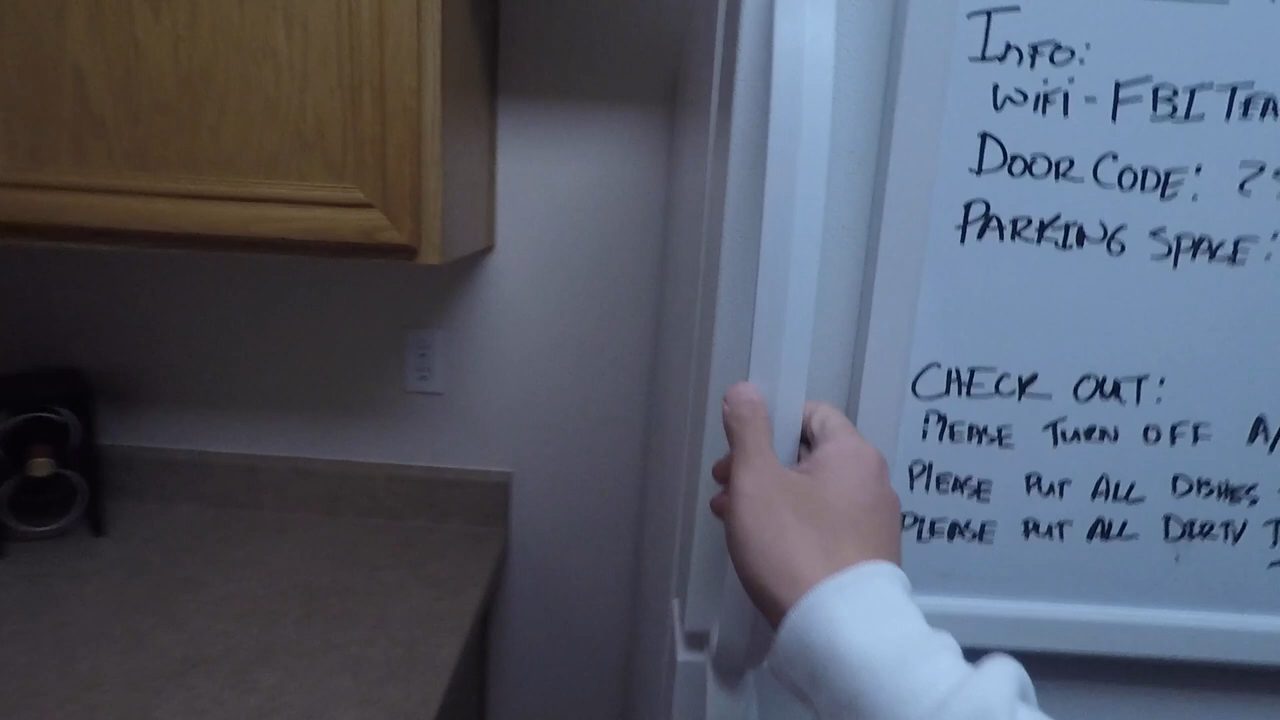 INFO:
WIFI - FBI
DOOR CODE:
PARKING SPACE:
CHECK OUT:
PLEASE TURN OFF
PLEASE PUT ALL DISHES
PLEASE PUT ALL DIRTY